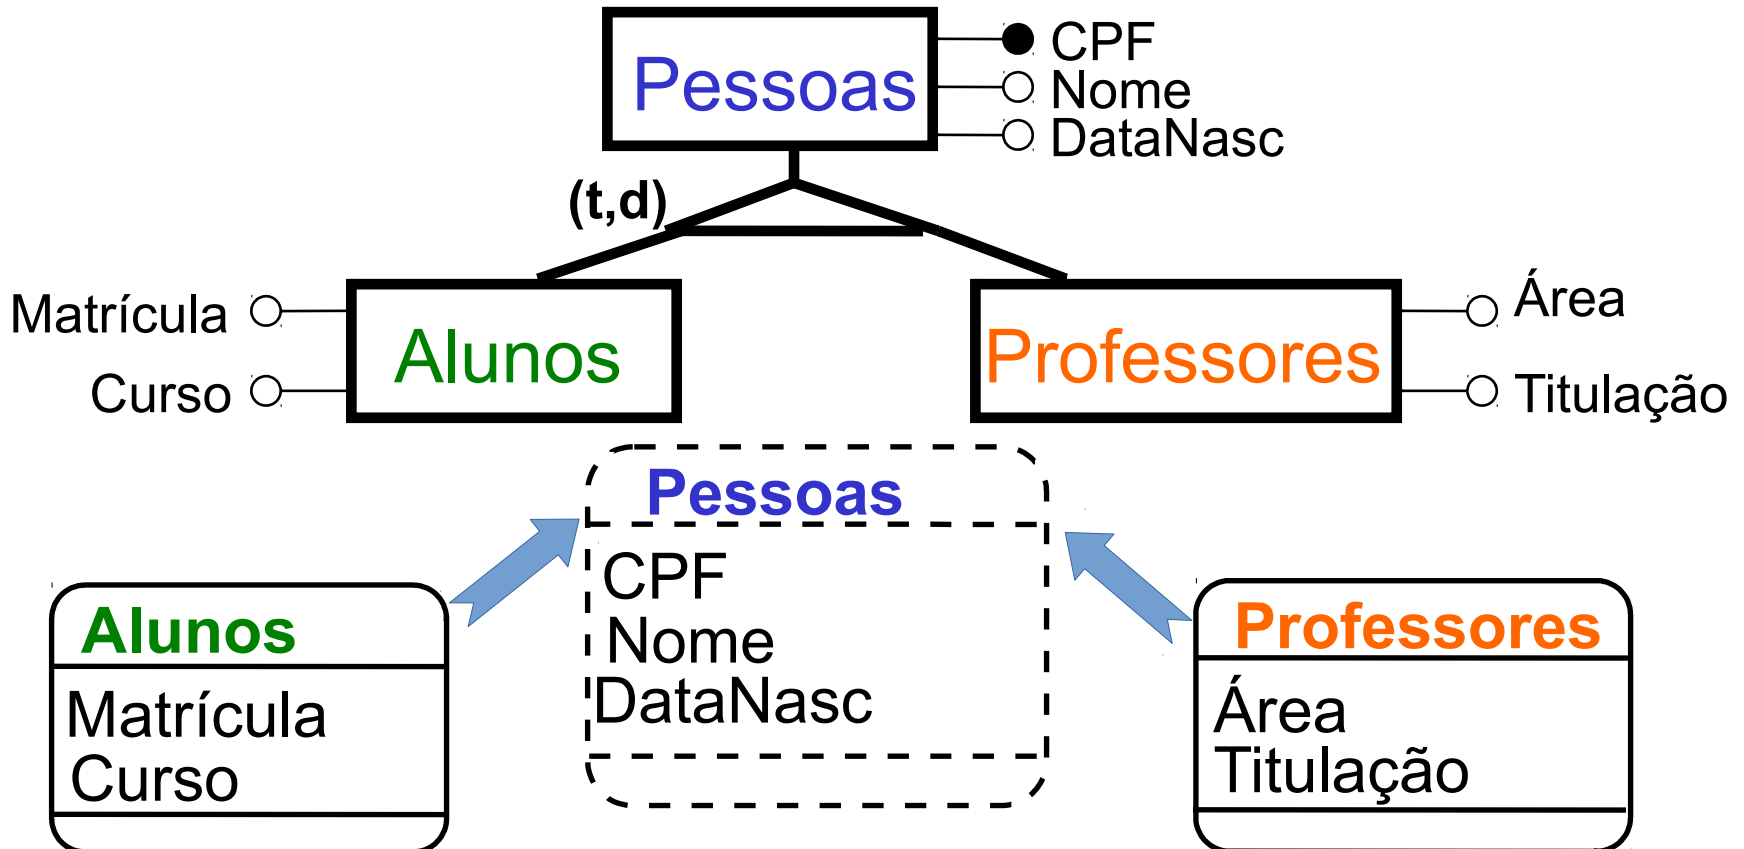 Pessoas
CPF
Nome
DataNasc
(t,d)
Matrícula
Curso
Alunos
Professores
Área
Titulação
Pessoas
CPF
Nome
DataNasc
Alunos
Matrícula
Curso
Professores
Área
Titulação